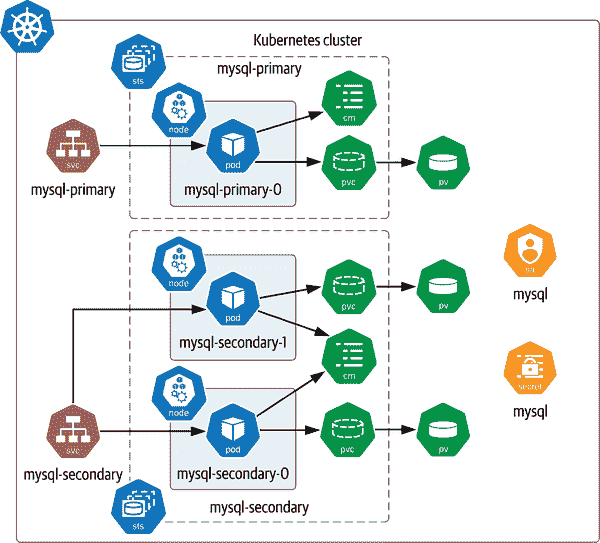 Kubernetes cluster
mysql-primary
sts
node
cm
svc
pod
pvc
pv
mysql-primary
mysql-primary-0
node
pod
pvc
pv
sa
mysql
mysql-secondary-1
cm
secret
mysql
node
svc
pod
pvc
pv
mysql-secondary
mysql-secondary-0
sts
mysql-secondary